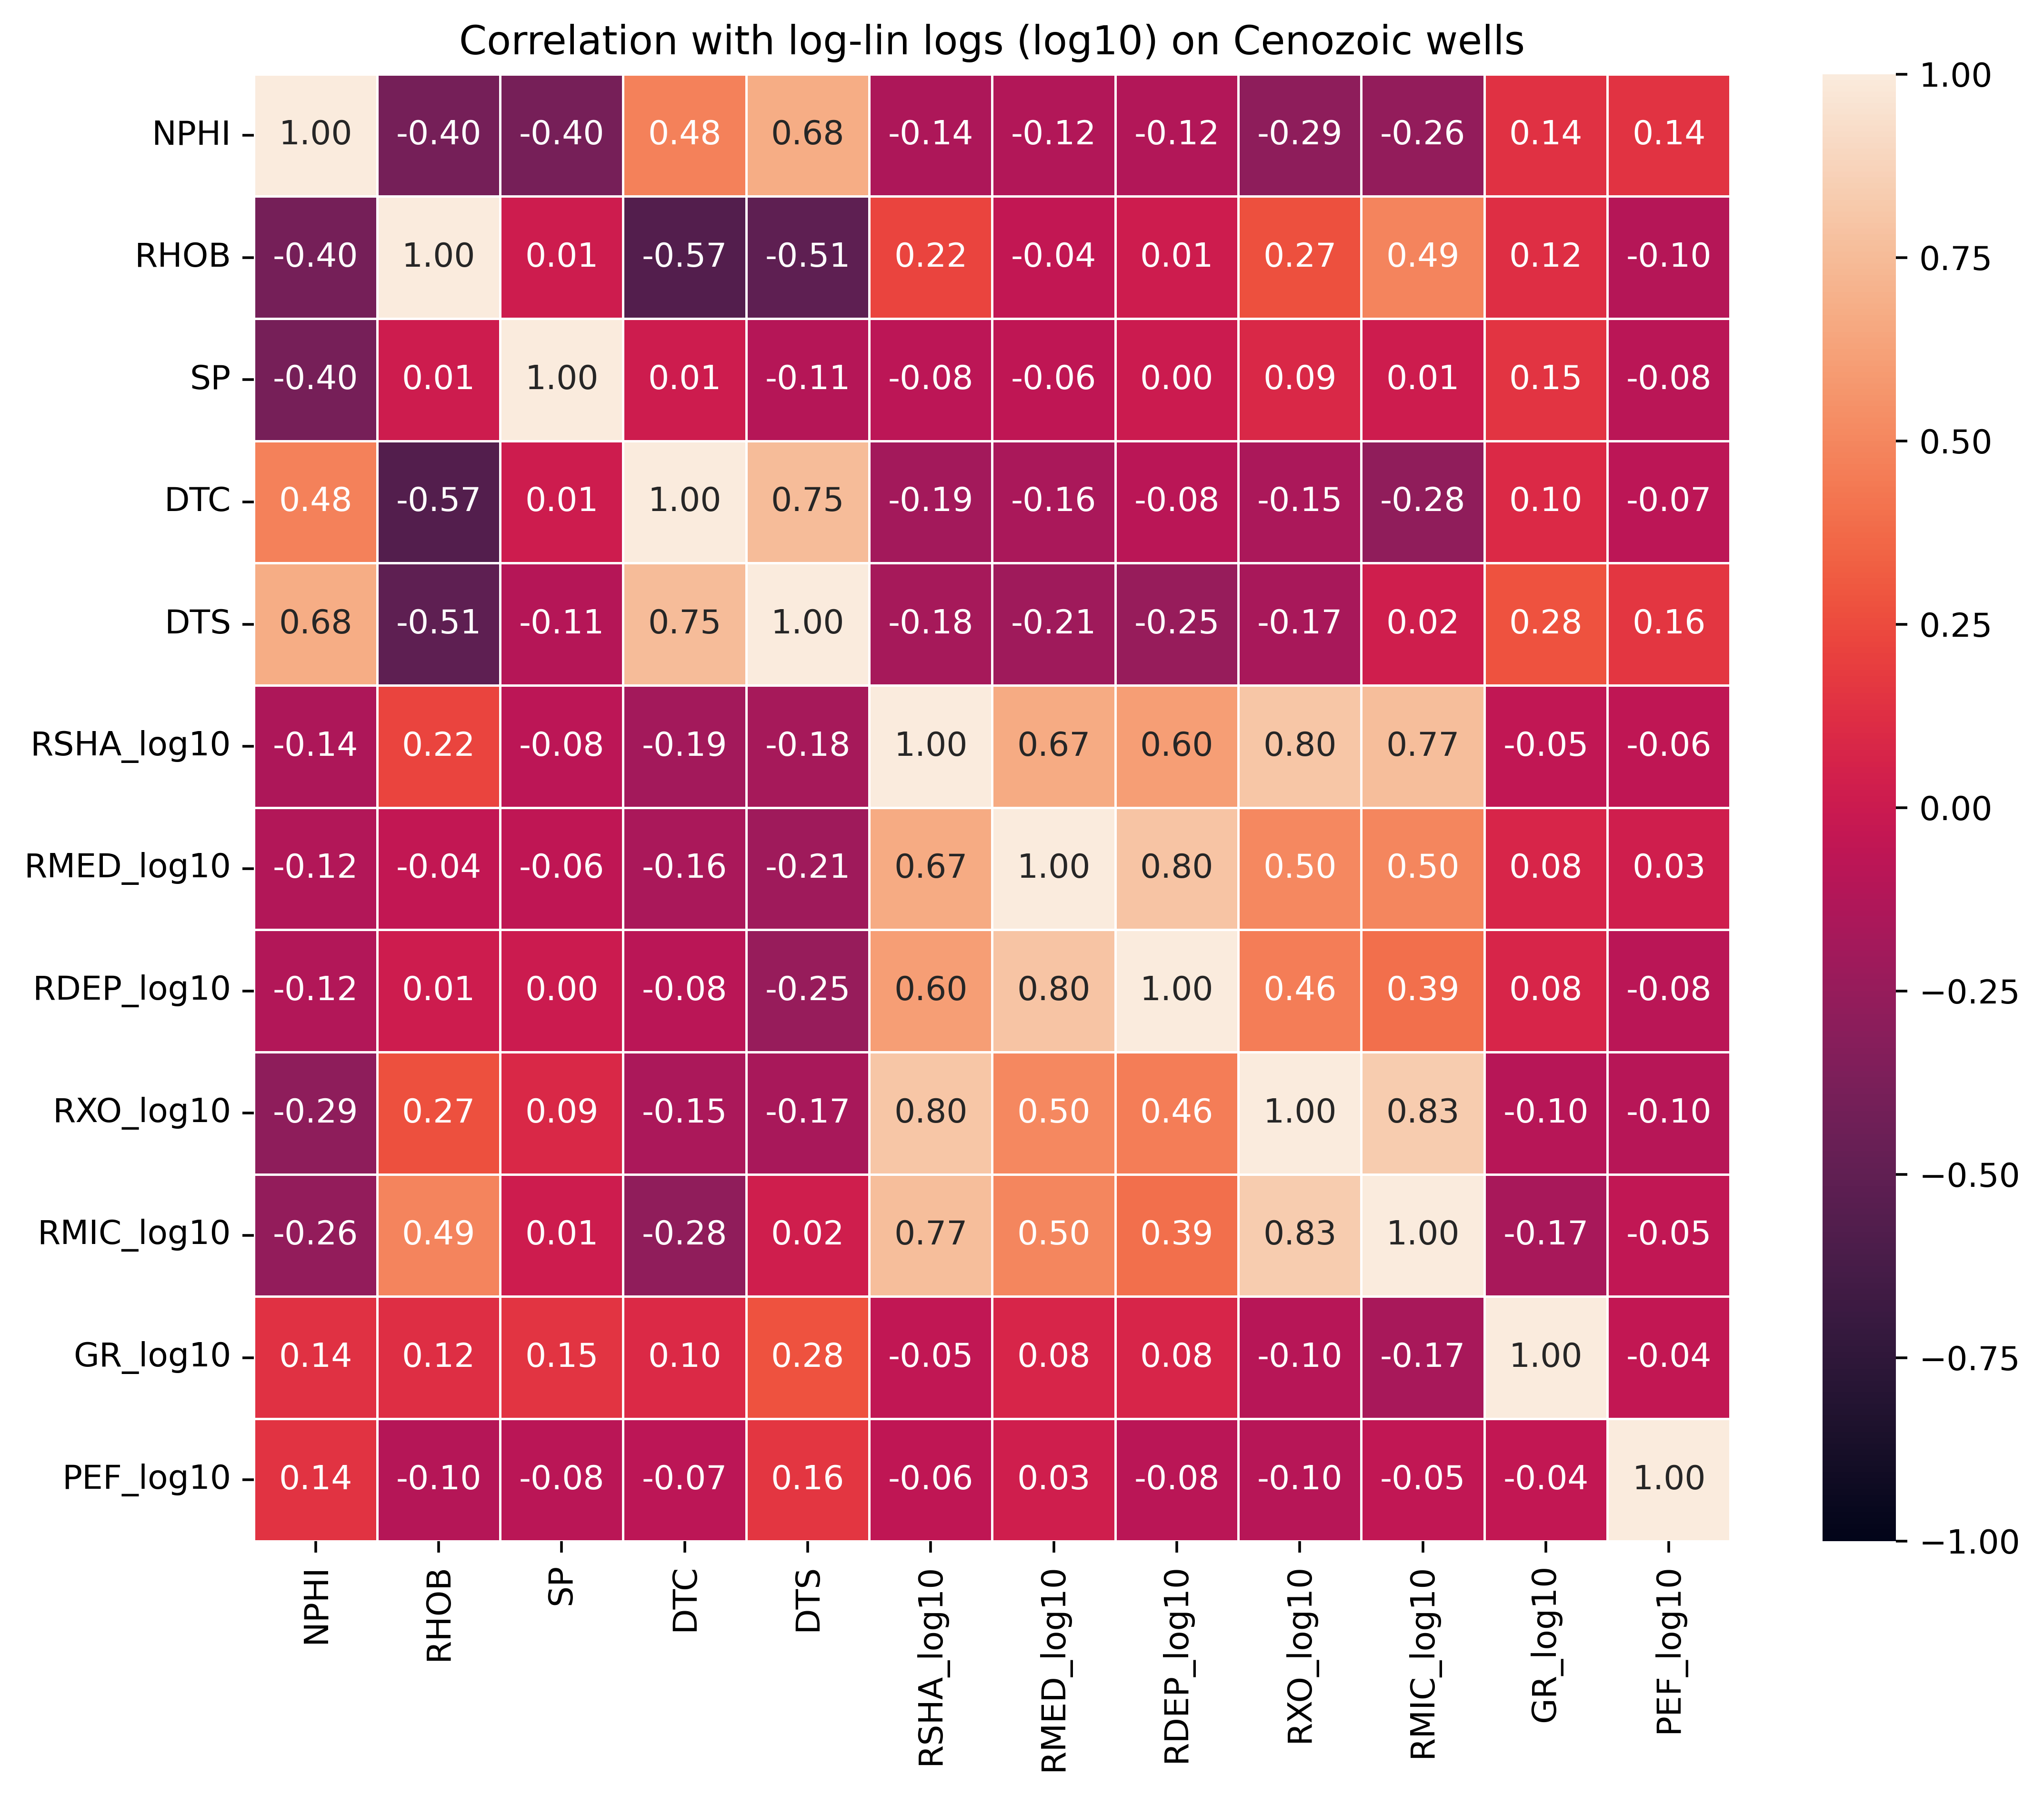 Correlation with log-lin logs (log10) on Cenozoic wells
NPHI 1.00 -0.40 -0.40 0.48 0.68 -0.14 -0.12 -0.12 -0.29 -0.26 0.14 0.14
RHOB -0.40 1.00 0.01 -0.57 -0.51 0.22 -0.04 0.01 0.27 0.49 0.12 -0.10
SP -0.40 0.01 1.00 0.01 -0.11 -0.08 -0.06 0.00 0.09 0.01 0.15 -0.08
DTC 0.48 -0.57 0.01 1.00 0.75 -0.19 -0.16 -0.08 -0.15 -0.28 0.10 -0.07
DTS 0.68 -0.51 -0.11 0.75 1.00 -0.18 -0.21 -0.25 -0.17 0.02 0.28 0.16
RSHA_log10 -0.14 0.22 -0.08 -0.19 -0.18 1.00 0.67 0.60 0.80 0.77 -0.05 -0.06
RMED_log10 -0.12 -0.04 -0.06 -0.16 -0.21 0.67 1.00 0.80 0.50 0.50 0.08 0.03
RDEP_log10 -0.12 0.01 0.00 -0.08 -0.25 0.60 0.80 1.00 0.46 0.39 0.08 -0.08
RXO_log10 -0.29 0.27 0.09 -0.15 -0.17 0.80 0.50 0.46 1.00 0.83 -0.10 -0.10
RMIC_log10 -0.26 0.49 0.01 -0.28 0.02 0.77 0.50 0.39 0.83 1.00 -0.17 -0.05
GR_log10 0.14 0.12 0.15 0.10 0.28 -0.05 0.08 0.08 -0.10 -0.17 1.00 -0.04
PEF_log10 0.14 -0.10 -0.08 -0.07 0.16 -0.06 0.03 -0.08 -0.10 -0.05 -0.04 1.00
NPHI RHOB SP DTC DTS RSHA_log10 RMED_log10 RDEP_log10 RXO_log10 RMIC_log10 GR_log10 PEF_log10
1.00
0.75
0.50
0.25
0.00
−0.25
−0.50
−0.75
−1.00